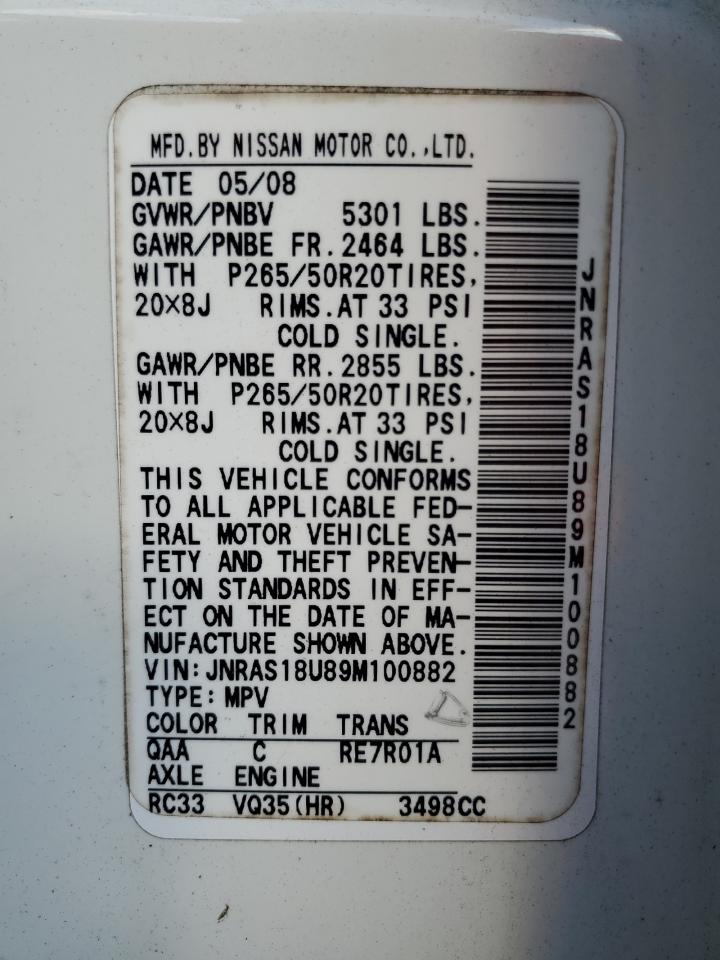 MFD.BY NISSAN MOTOR CO.,LTD.
DATE 05/08
GVWR/PNBV 5301 LBS.
GAWR/PNBE FR.2464 LBS.
WITH P265/50R20TIRES,
20×8J RIMS.AT 33 PSI
COLD SINGLE.
GAWR/PNBE RR.2855 LBS.
WITH P265/50R20TIRES,
20×8J RIMS.AT 33 PSI
COLD SINGLE.
THIS VEHICLE CONFORMS
TO ALL APPLICABLE FED-
ERAL MOTOR VEHICLE SA-
FETY AND THEFT PREVEN-
TION STANDARDS IN EFF-
ECT ON THE DATE OF MA-
NUFACTURE SHOWN ABOVE.
VIN:JNRAS18U89M100882
TYPE:MPV
COLOR TRIM TRANS
QAA C RE7R01A
AXLE ENGINE
RC33 VQ35(HR) 3498CC
JNRAS18U89M100882